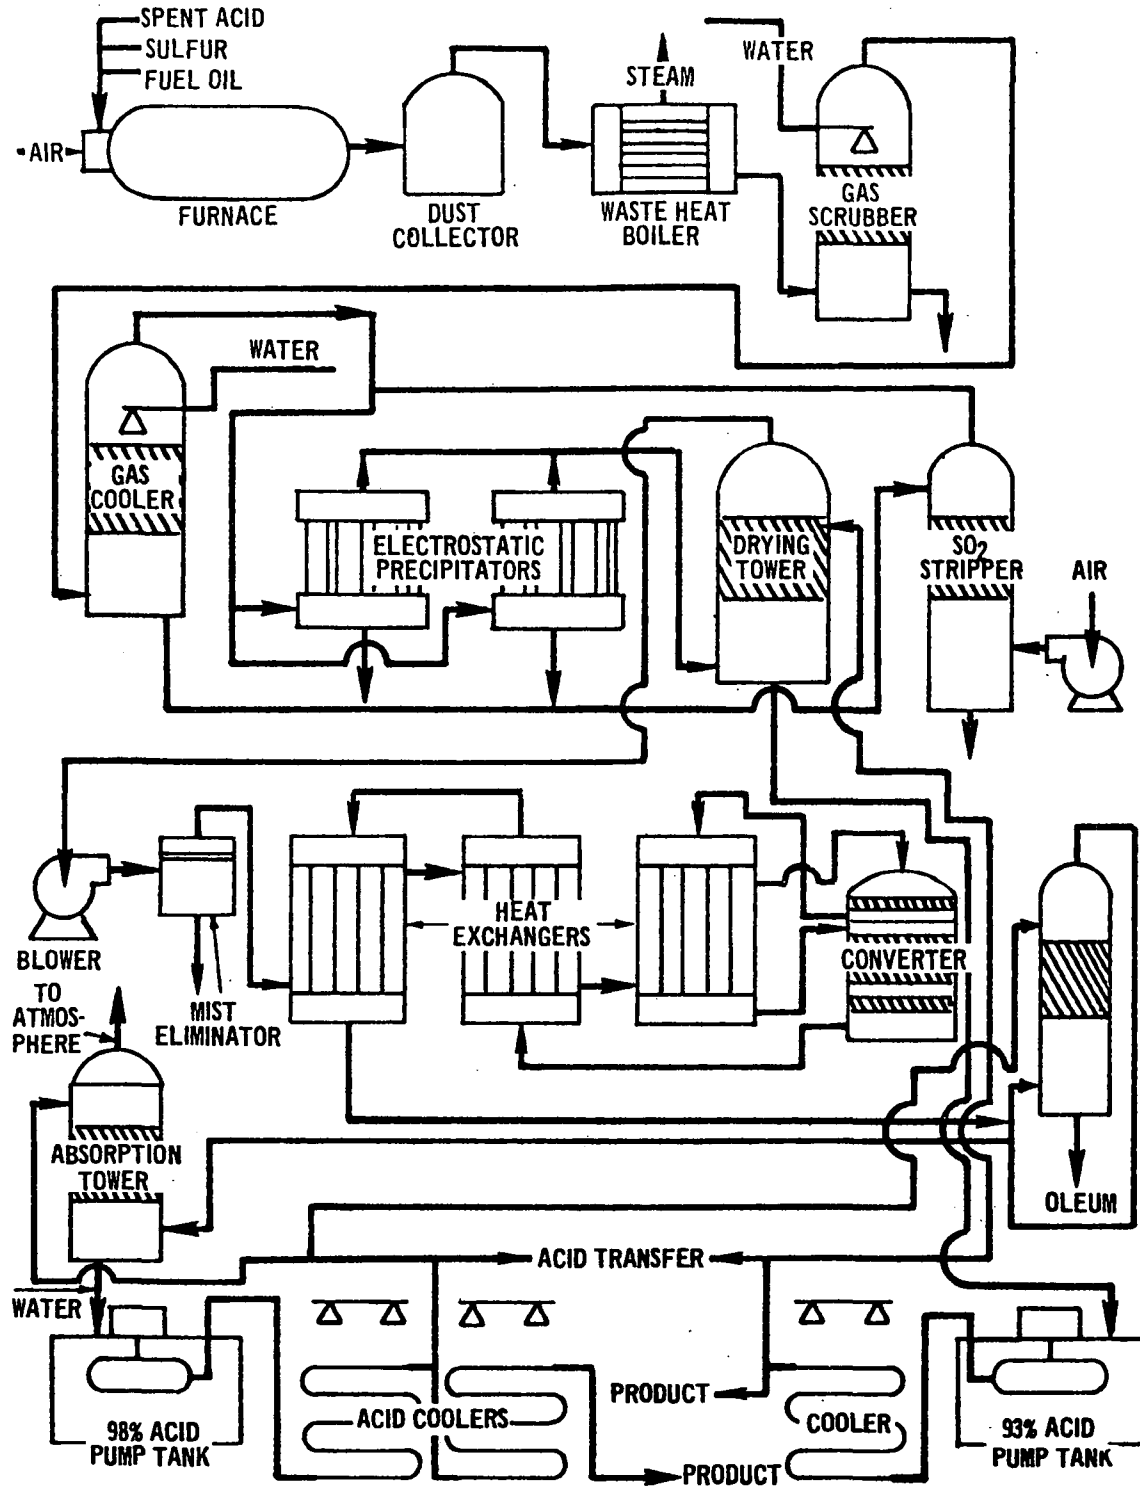 SPENT ACID
SULFUR
FUEL OIL
AIR
FURNACE
DUST
COLLECTOR
STEAM
WASTE HEAT
BOILER
WATER
GAS
SCRUBBER
WATER
GAS
COOLER
ELECTROSTATIC
PRECIPITATORS
DRYING
TOWER
SO2
STRIPPER
AIR
BLOWER
MIST
ELIMINATOR
HEAT
EXCHANGERS
CONVERTER
TO
ATMOS-
PHERE
ABSORPTION
TOWER
OLEUM
ACID TRANSFER
WATER
98% ACID
PUMP TANK
ACID COOLERS
PRODUCT
PRODUCT
COOLER
93% ACID
PUMP TANK